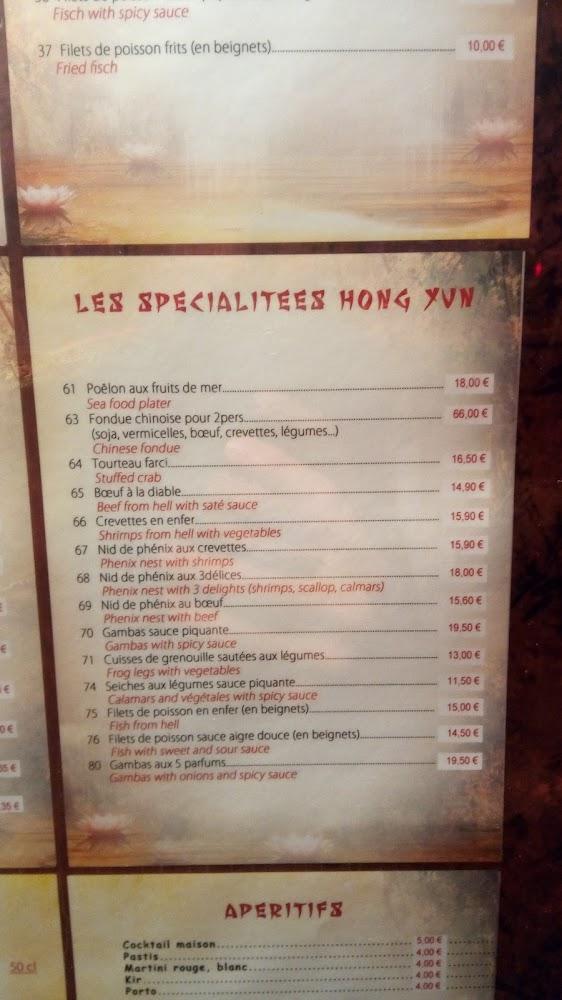 Fisch with spicy sauce
37 Filets de poisson frits (en beignets) 10,00 €
Fried fisch
LES SPECIALITEES HONG YUN
61 Poêlon aux fruits de mer 18,00 €
Sea food plater
63 Fondue chinoise pour 2pers 66,00 €
(soja, vermicelles, bœuf, crevettes, légumes...)
Chinese fondue
64 Tourteau farci 16,50 €
Stuffed crab
65 Bœuf à la diable 14,90 €
Beef from hell with saté sauce
66 Crevettes en enfer 15,90 €
Shrimps from hell with vegetables
67 Nid de phénix aux crevettes 15,90 €
Phenix nest with shrimps
68 Nid de phénix aux 3délices 18,00 €
Phenix nest with 3 delights (shrimps, scallop, calmars)
69 Nid de phénix au bœuf 15,60 €
Phenix nest with beef
70 Gambas sauce piquante 19,50 €
Gambas with spicy sauce
71 Cuisses de grenouille sautées aux légumes 13,00 €
Frog legs with vegetables
74 Seiches aux légumes sauce piquante 11,50 €
Calamars and végétales with spicy sauce
75 Filets de poisson en enfer (en beignets) 15,00 €
Fish from hell
76 Filets de poisson sauce aigre douce (en beignets) 14,50 €
Fish with sweet and sour sauce
80 Gambas aux 5 parfums 19,50 €
Gambas with onions and spicy sauce
50 cl
APERITIFS
Cocktail maison 5,00 €
Pastis 4,00 €
Martini rouge, blanc 4,00 €
Kir 4,00 €
Porto 4,00 €